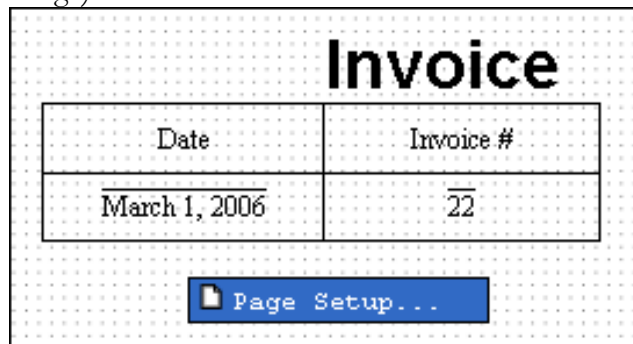 Invoice
Date Invoice #
March 1, 2006 22
Page Setup...